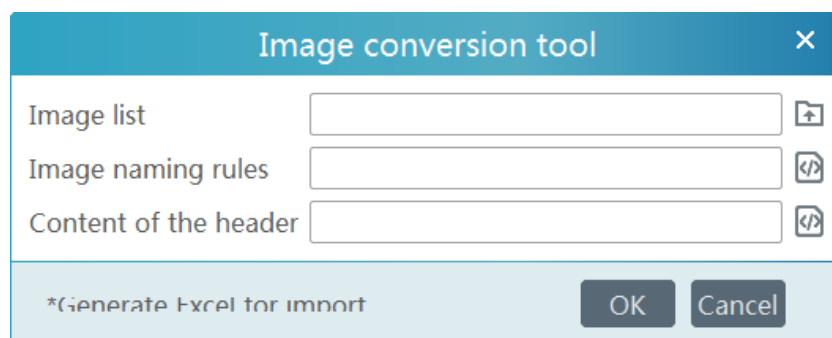 Image conversion tool
Image list
Image naming rules
Content of the header
*Generate Excel for import
OK
Cancel